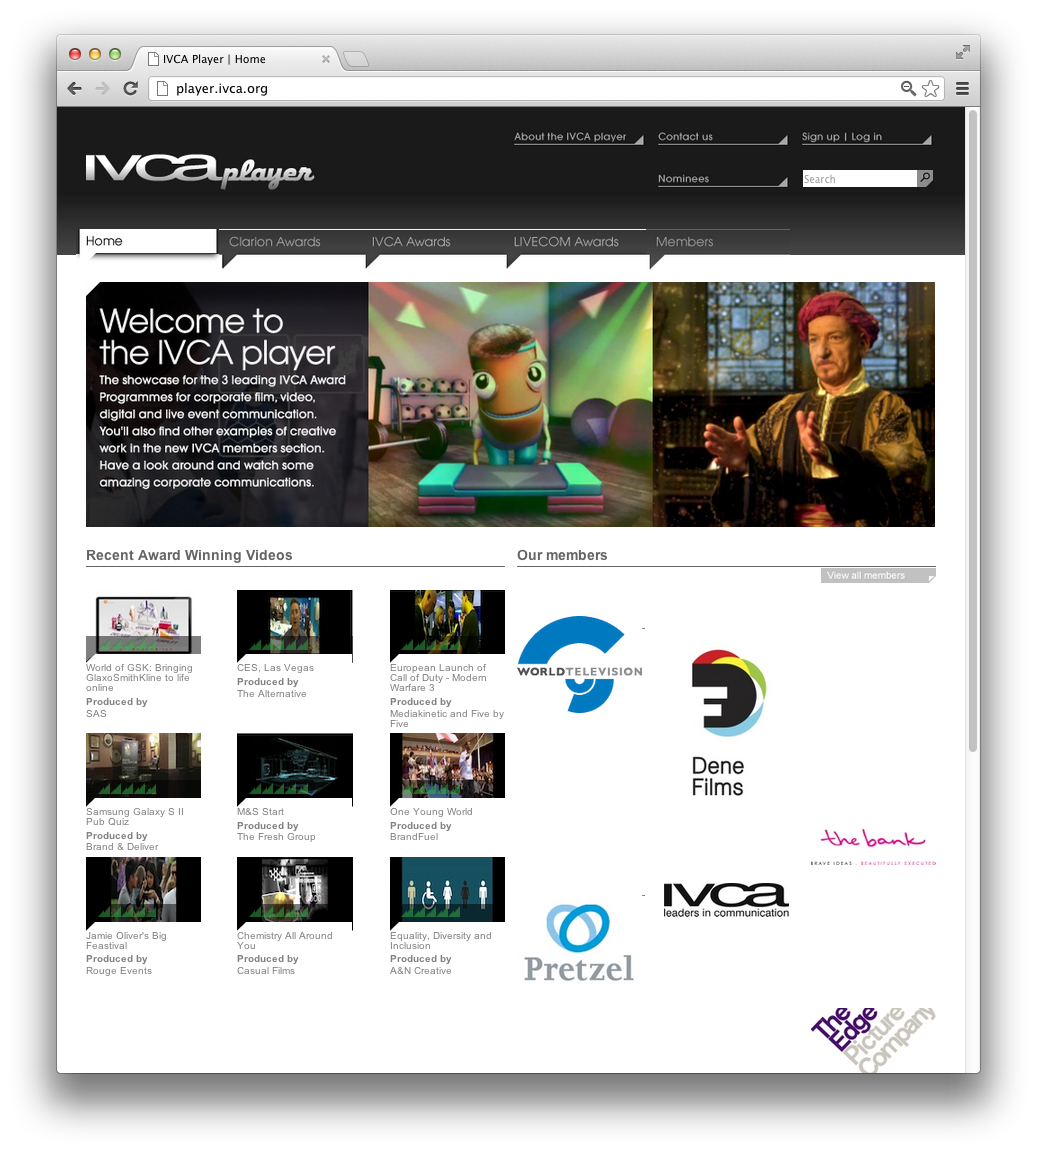 IVCA Player | Home
player.ivca.org
About the IVCA player
Contact us
Sign up | Log in
IVCAplayer
Nominees
Search
Home
Clarion Awards
IVCA Awards
LIVECOM Awards
Members
Welcome to
the IVCA player
The showcase for the 3 leading IVCA Award
Programmes for corporate film, video,
digital and live event communication.
You'll also find other examples of creative
work in the new IVCA members section.
Have a look around and watch some
amazing corporate communications.
Recent Award Winning Videos
World of GSK: Bringing
GlaxoSmithKline to life
online
Produced by
SAS
CES, Las Vegas
Produced by
The Alternative
European Launch of
Call of Duty - Modern
Warfare 3
Produced by
Mediakinetic and Five by
Five
Samsung Galaxy S II
Pub Quiz
Produced by
Brand & Deliver
M&S Start
Produced by
The Fresh Group
One Young World
Produced by
BrandFuel
Jamie Oliver's Big
Feastival
Produced by
Rouge Events
Chemistry All Around
You
Produced by
Casual Films
Equality, Diversity and
Inclusion
Produced by
A&N Creative
Our members
View all members
WORLDTELEVISION
Dene
Films
the bank
BRAVE IDEAS . BEAUTIFULLY EXECUTED
IVCA
leaders in communication
Pretzel
The
Edge
Picture
Company